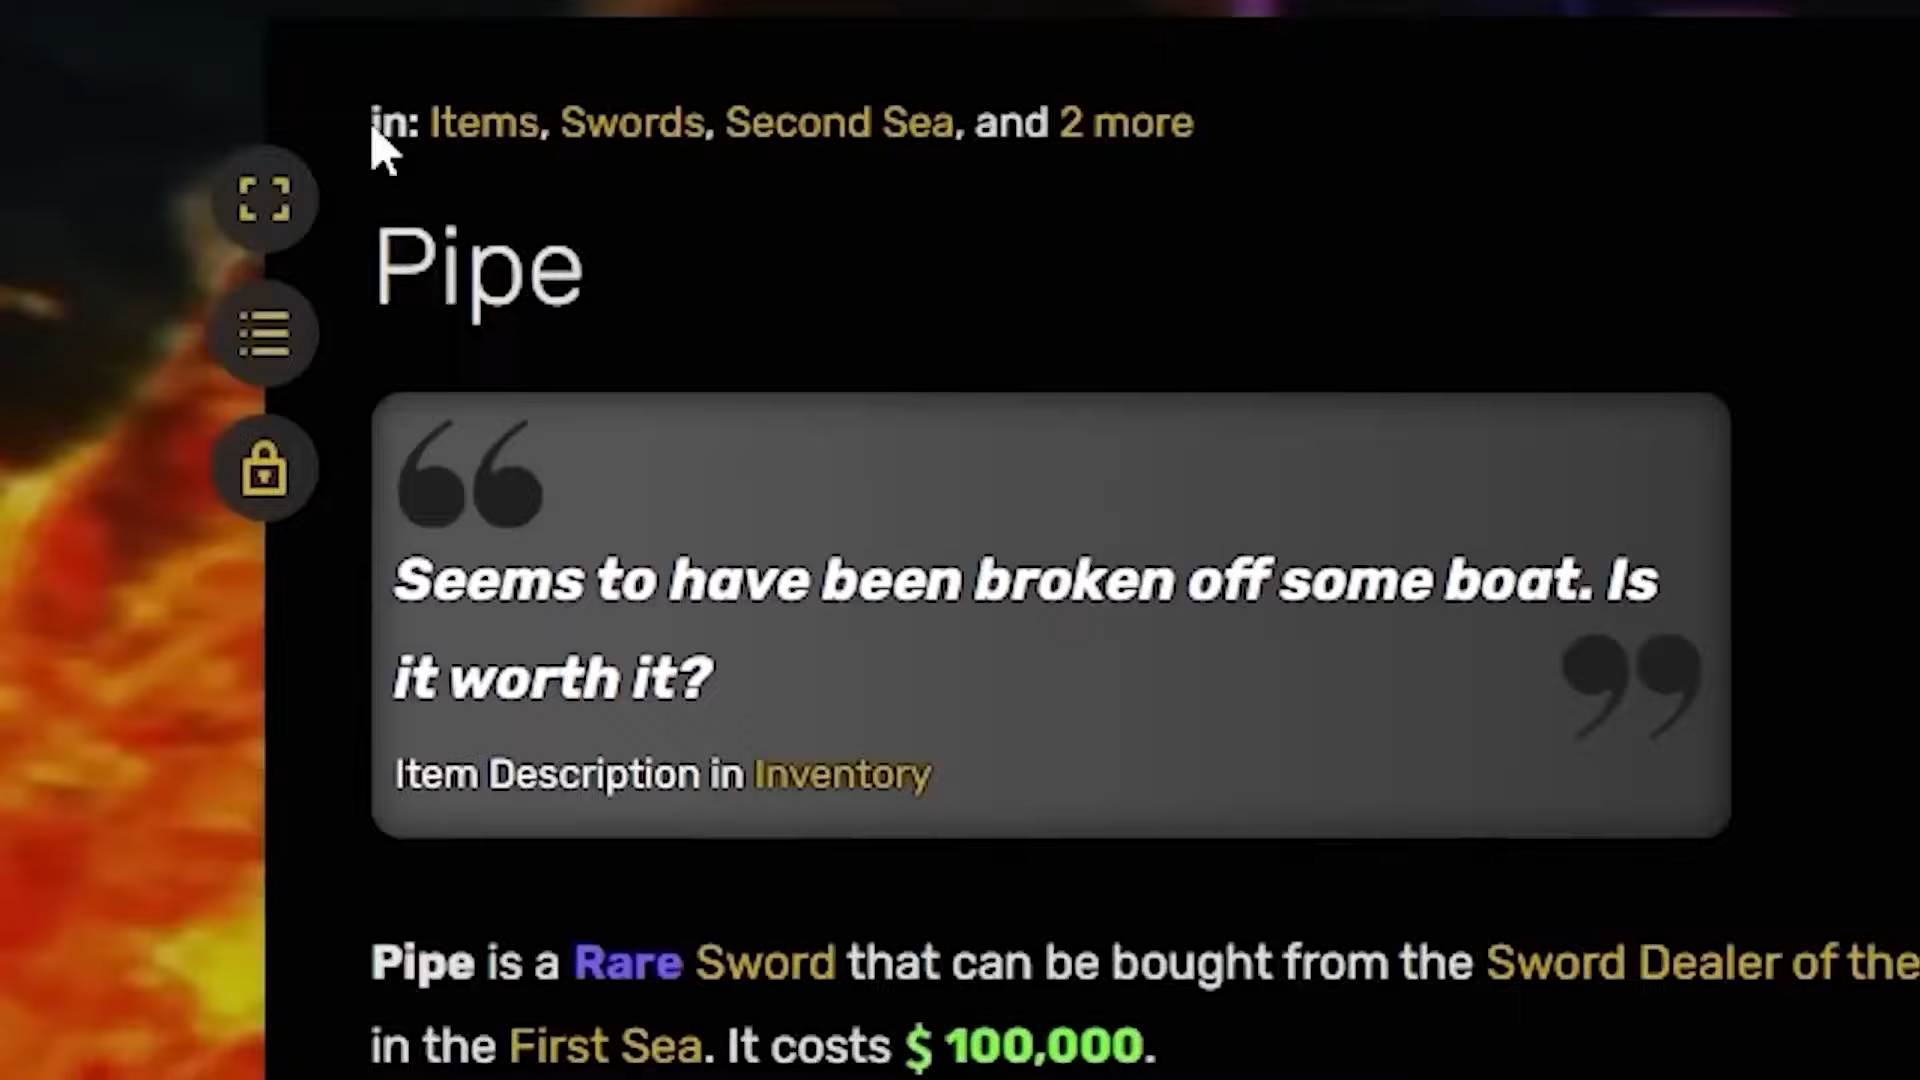 in: Items, Swords, Second Sea, and 2 more
Pipe
Seems to have been broken off some boat. Is
it worth it?
Item Description in Inventory
Pipe is a Rare Sword that can be bought from the Sword Dealer of the
in the First Sea. It costs $ 100,000.